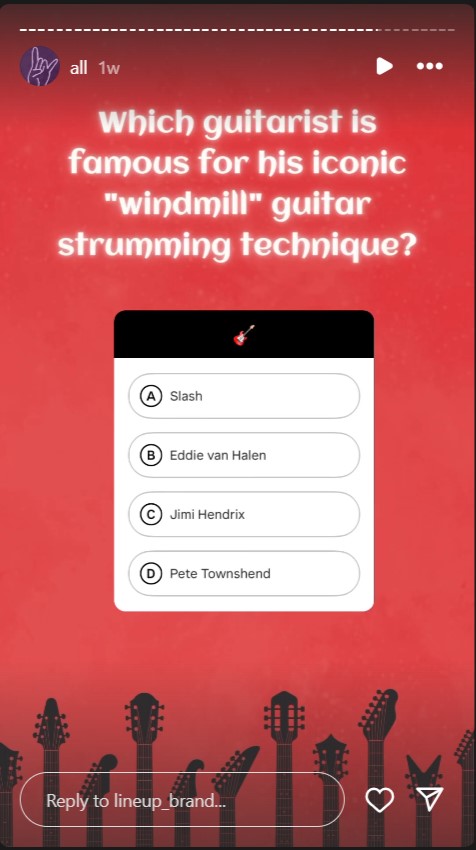 all 1w
Which guitarist is
famous for his iconic
"windmill" guitar
strumming technique?
A Slash
B Eddie van Halen
C Jimi Hendrix
D Pete Townshend
Reply to lineup_brand...